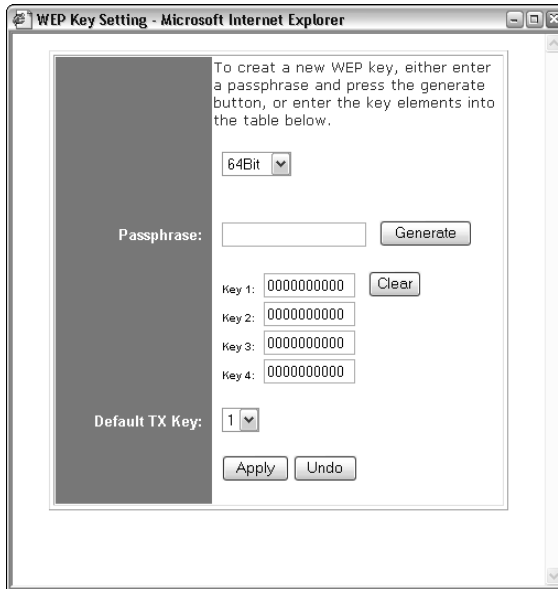 WEP Key Setting - Microsoft Internet Explorer
To creat a new WEP key, either enter
a passphrase and press the generate
button, or enter the key elements into
the table below.
64Bit
Passphrase:
Generate
Key 1: 0000000000 Clear
Key 2: 0000000000
Key 3: 0000000000
Key 4: 0000000000
Default TX Key: 1
Apply Undo